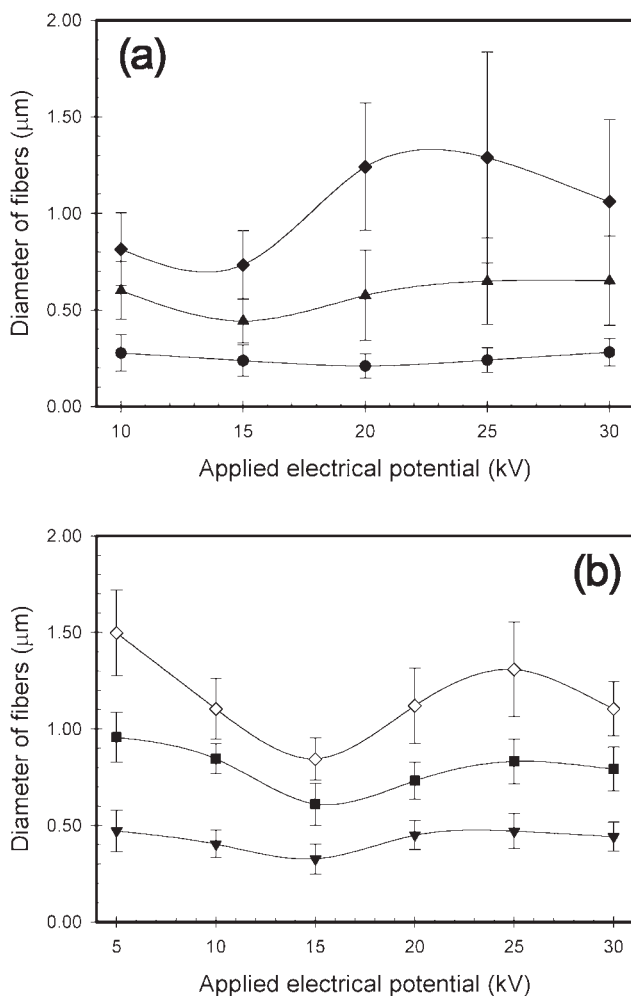 (a)
Diameter of fibers (μm)
2.00
1.50
1.00
0.50
0.00
10 15 20 25 30
Applied electrical potential (kV)
(b)
Diameter of fibers (μm)
2.00
1.50
1.00
0.50
0.00
5 10 15 20 25 30
Applied electrical potential (kV)